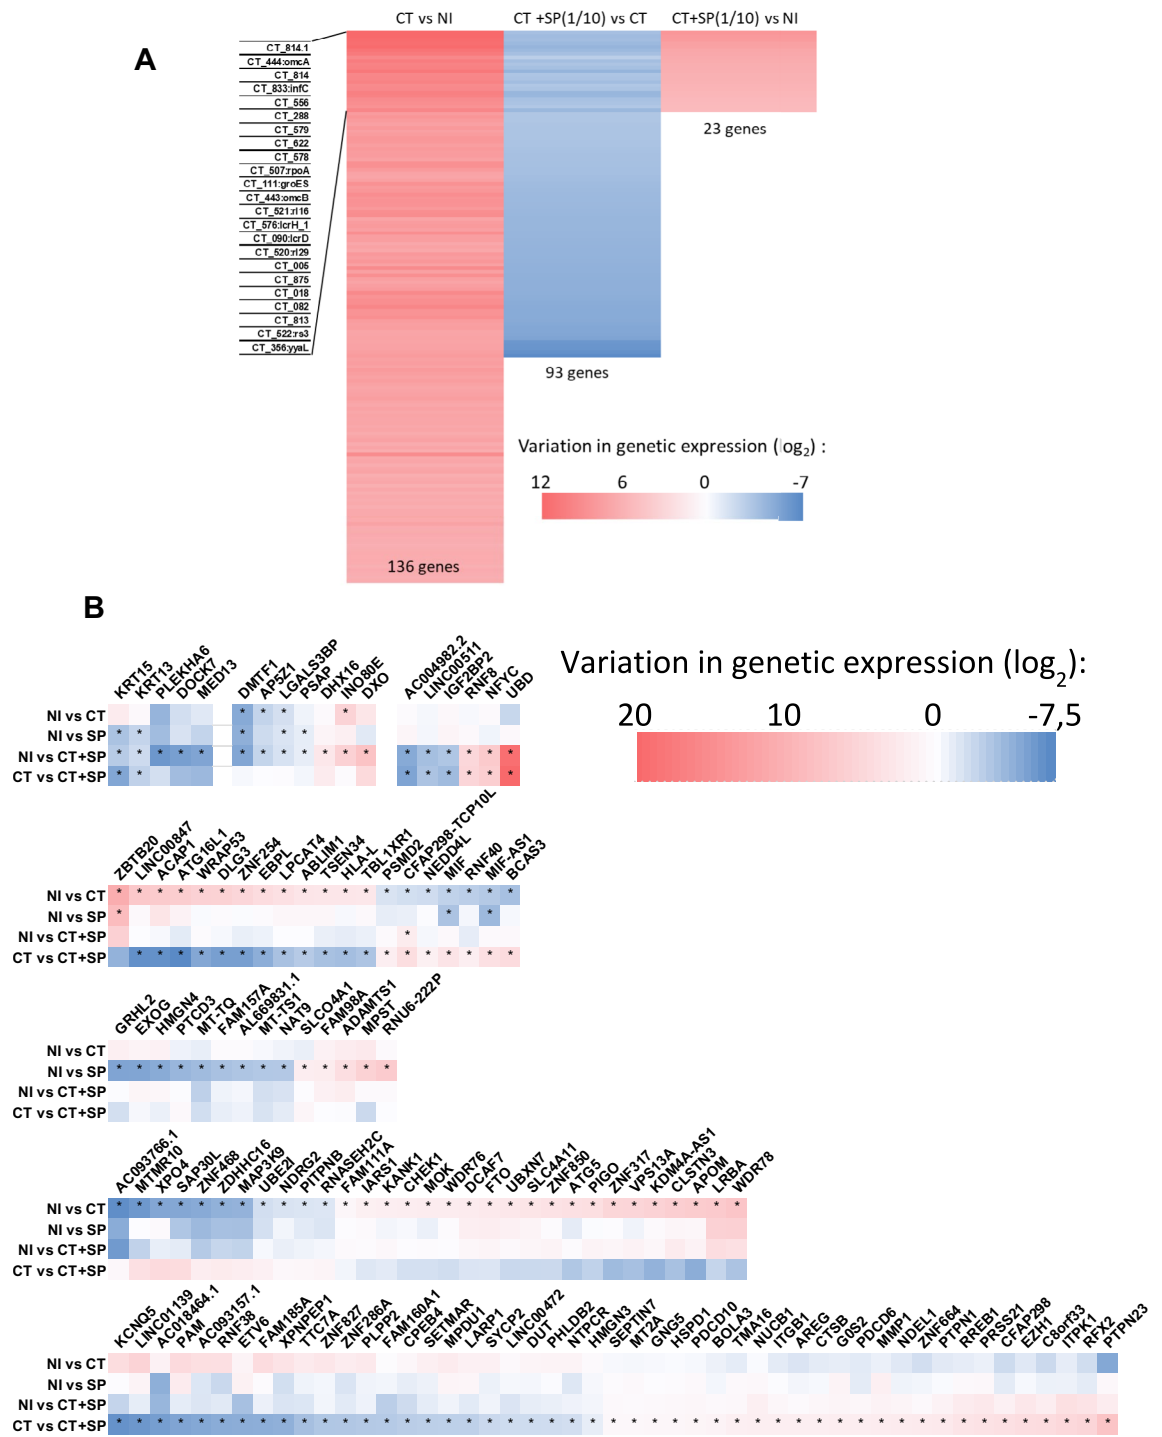 CT vs NI
CT +SP(1/10) vs CT
CT+SP(1/10) vs NI
A
CT_814.1
CT_444:omcA
CT_814
CT_833:infC
CT_556
CT_288
CT_579
CT_622
CT_578
CT_507:rpoA
CT_111:groES
CT_443:omcB
CT_521:rl16
CT_576:lcrH_1
CT_090:lcrD
CT_520:rl29
CT_005
CT_875
CT_018
CT_082
CT_813
CT_522:rs3
CT_356:yyaL
23 genes
93 genes
136 genes
Variation in genetic expression (log2) :
12 6 0 -7
B
Variation in genetic expression (log2):
20 10 0 -7,5
KRT15 KRT13 PLEKHA6 DOCK7 MED13 DMTF1 AP5Z1 LGALS3BP PSAP DHX16 INO80E DXO AC004982.2 LINC00511 IGF2BP2 RNF8 NFYC UBD
NI vs CT * * * *
NI vs SP * * * * *
NI vs CT+SP * * * * * * * * * * * * * * * * * *
CT vs CT+SP * * * * * * * *
ZBTB20 LINC00847 ACAP1 ATG16L1 WRAP53 DLG3 ZNF254 EBPL LPCAT4 ABLIM1 TSEN34 HLA-L TBL1XR1 PSMD2 CFAP298-TCP10L NEDD4L MIF RNF40 MIF-AS1 BCAS3
NI vs CT * * * * * * * * * * * * * * * * * * * *
NI vs SP * * *
NI vs CT+SP *
CT vs CT+SP * * * * * * * * * * * * * * * * * * *
GRHL2 EXOG HMGN4 PTCD3 MT-TQ FAM157A AL669831.1 MT-TS1 NAT9 SLCO4A1 FAM98A ADAMTS1 MPST RNU6-222P
NI vs CT
NI vs SP * * * * * * * * * * * * * *
NI vs CT+SP
CT vs CT+SP
AC093766.1 MTMR10 XPO4 SAP30L ZNF468 ZDHHC16 MAP3K9 UBE2I NDRG2 PITPNB RNASEH2C FAM111A IARS1 KANK1 CHEK1 MOK WDR76 DCAF7 FTO UBXN7 SLC4A11 ZNF850 ATG5 PIGO ZNF317 VPS13A KDM4A-AS1 CLSTN3 APOM LRBA WDR78
NI vs CT * * * * * * * * * * * * * * * * * * * * * * * * * * * * * * *
NI vs SP
NI vs CT+SP
CT vs CT+SP
KCNQ5 LINC01139 AC018464.1 PAM AC093157.1 RNF38 ETV6 FAM185A XPNPEP1 TTC7A ZNF827 ZNF286A PLPP2 FAM160A1 CPEB4 SETMAR MPDU1 LARP1 SYCP2 LINC00472 DUT PHLDB2 NTPCR HMGN3 SEPTIN7 MT2A GNG5 HSPD1 PDCD10 BOLA3 TMA16 NUCB1 ITGB1 AREG CTSB G0S2 PDCD6 MMP1 NDEL1 ZNF664 PTPN1 RREB1 PRSS21 CFAP298 EZH1 C8orf33 ITPK1 RFX2 PTPN23
NI vs CT
NI vs SP
NI vs CT+SP
CT vs CT+SP * * * * * * * * * * * * * * * * * * * * * * * * * * * * * * * * * * * * * * * * * * * * * * * * *